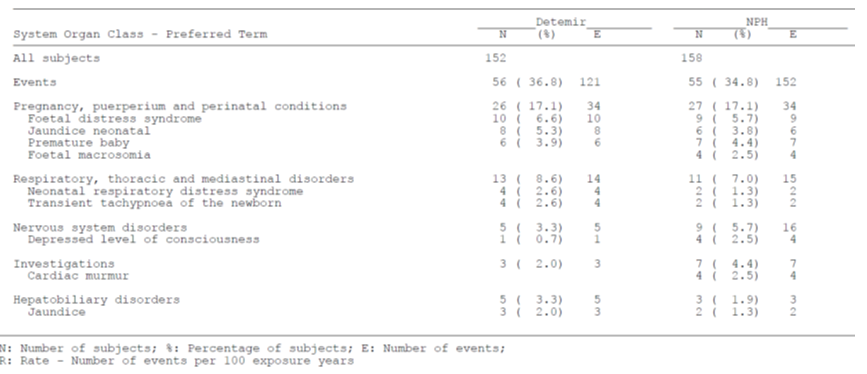 Detemir NPH
System Organ Class - Preferred Term N (%) E N (%) E
All subjects 152 158
Events 56 ( 36.8) 121 55 ( 34.8) 152
Pregnancy, puerperium and perinatal conditions 26 ( 17.1) 34 27 ( 17.1) 34
Foetal distress syndrome 10 ( 6.6) 10 9 ( 5.7) 9
Jaundice neonatal 8 ( 5.3) 8 6 ( 3.8) 6
Premature baby 6 ( 3.9) 6 7 ( 4.4) 7
Foetal macrosomia 4 ( 2.5) 4
Respiratory, thoracic and mediastinal disorders 13 ( 8.6) 14 11 ( 7.0) 15
Neonatal respiratory distress syndrome 4 ( 2.6) 4 2 ( 1.3) 2
Transient tachypnoea of the newborn 4 ( 2.6) 4 2 ( 1.3) 2
Nervous system disorders 5 ( 3.3) 5 9 ( 5.7) 16
Depressed level of consciousness 1 ( 0.7) 1 4 ( 2.5) 4
Investigations 3 ( 2.0) 3 7 ( 4.4) 7
Cardiac murmur 4 ( 2.5) 4
Hepatobiliary disorders 5 ( 3.3) 5 3 ( 1.9) 3
Jaundice 3 ( 2.0) 3 2 ( 1.3) 2
N: Number of subjects; %: Percentage of subjects; E: Number of events;
R: Rate - Number of events per 100 exposure years